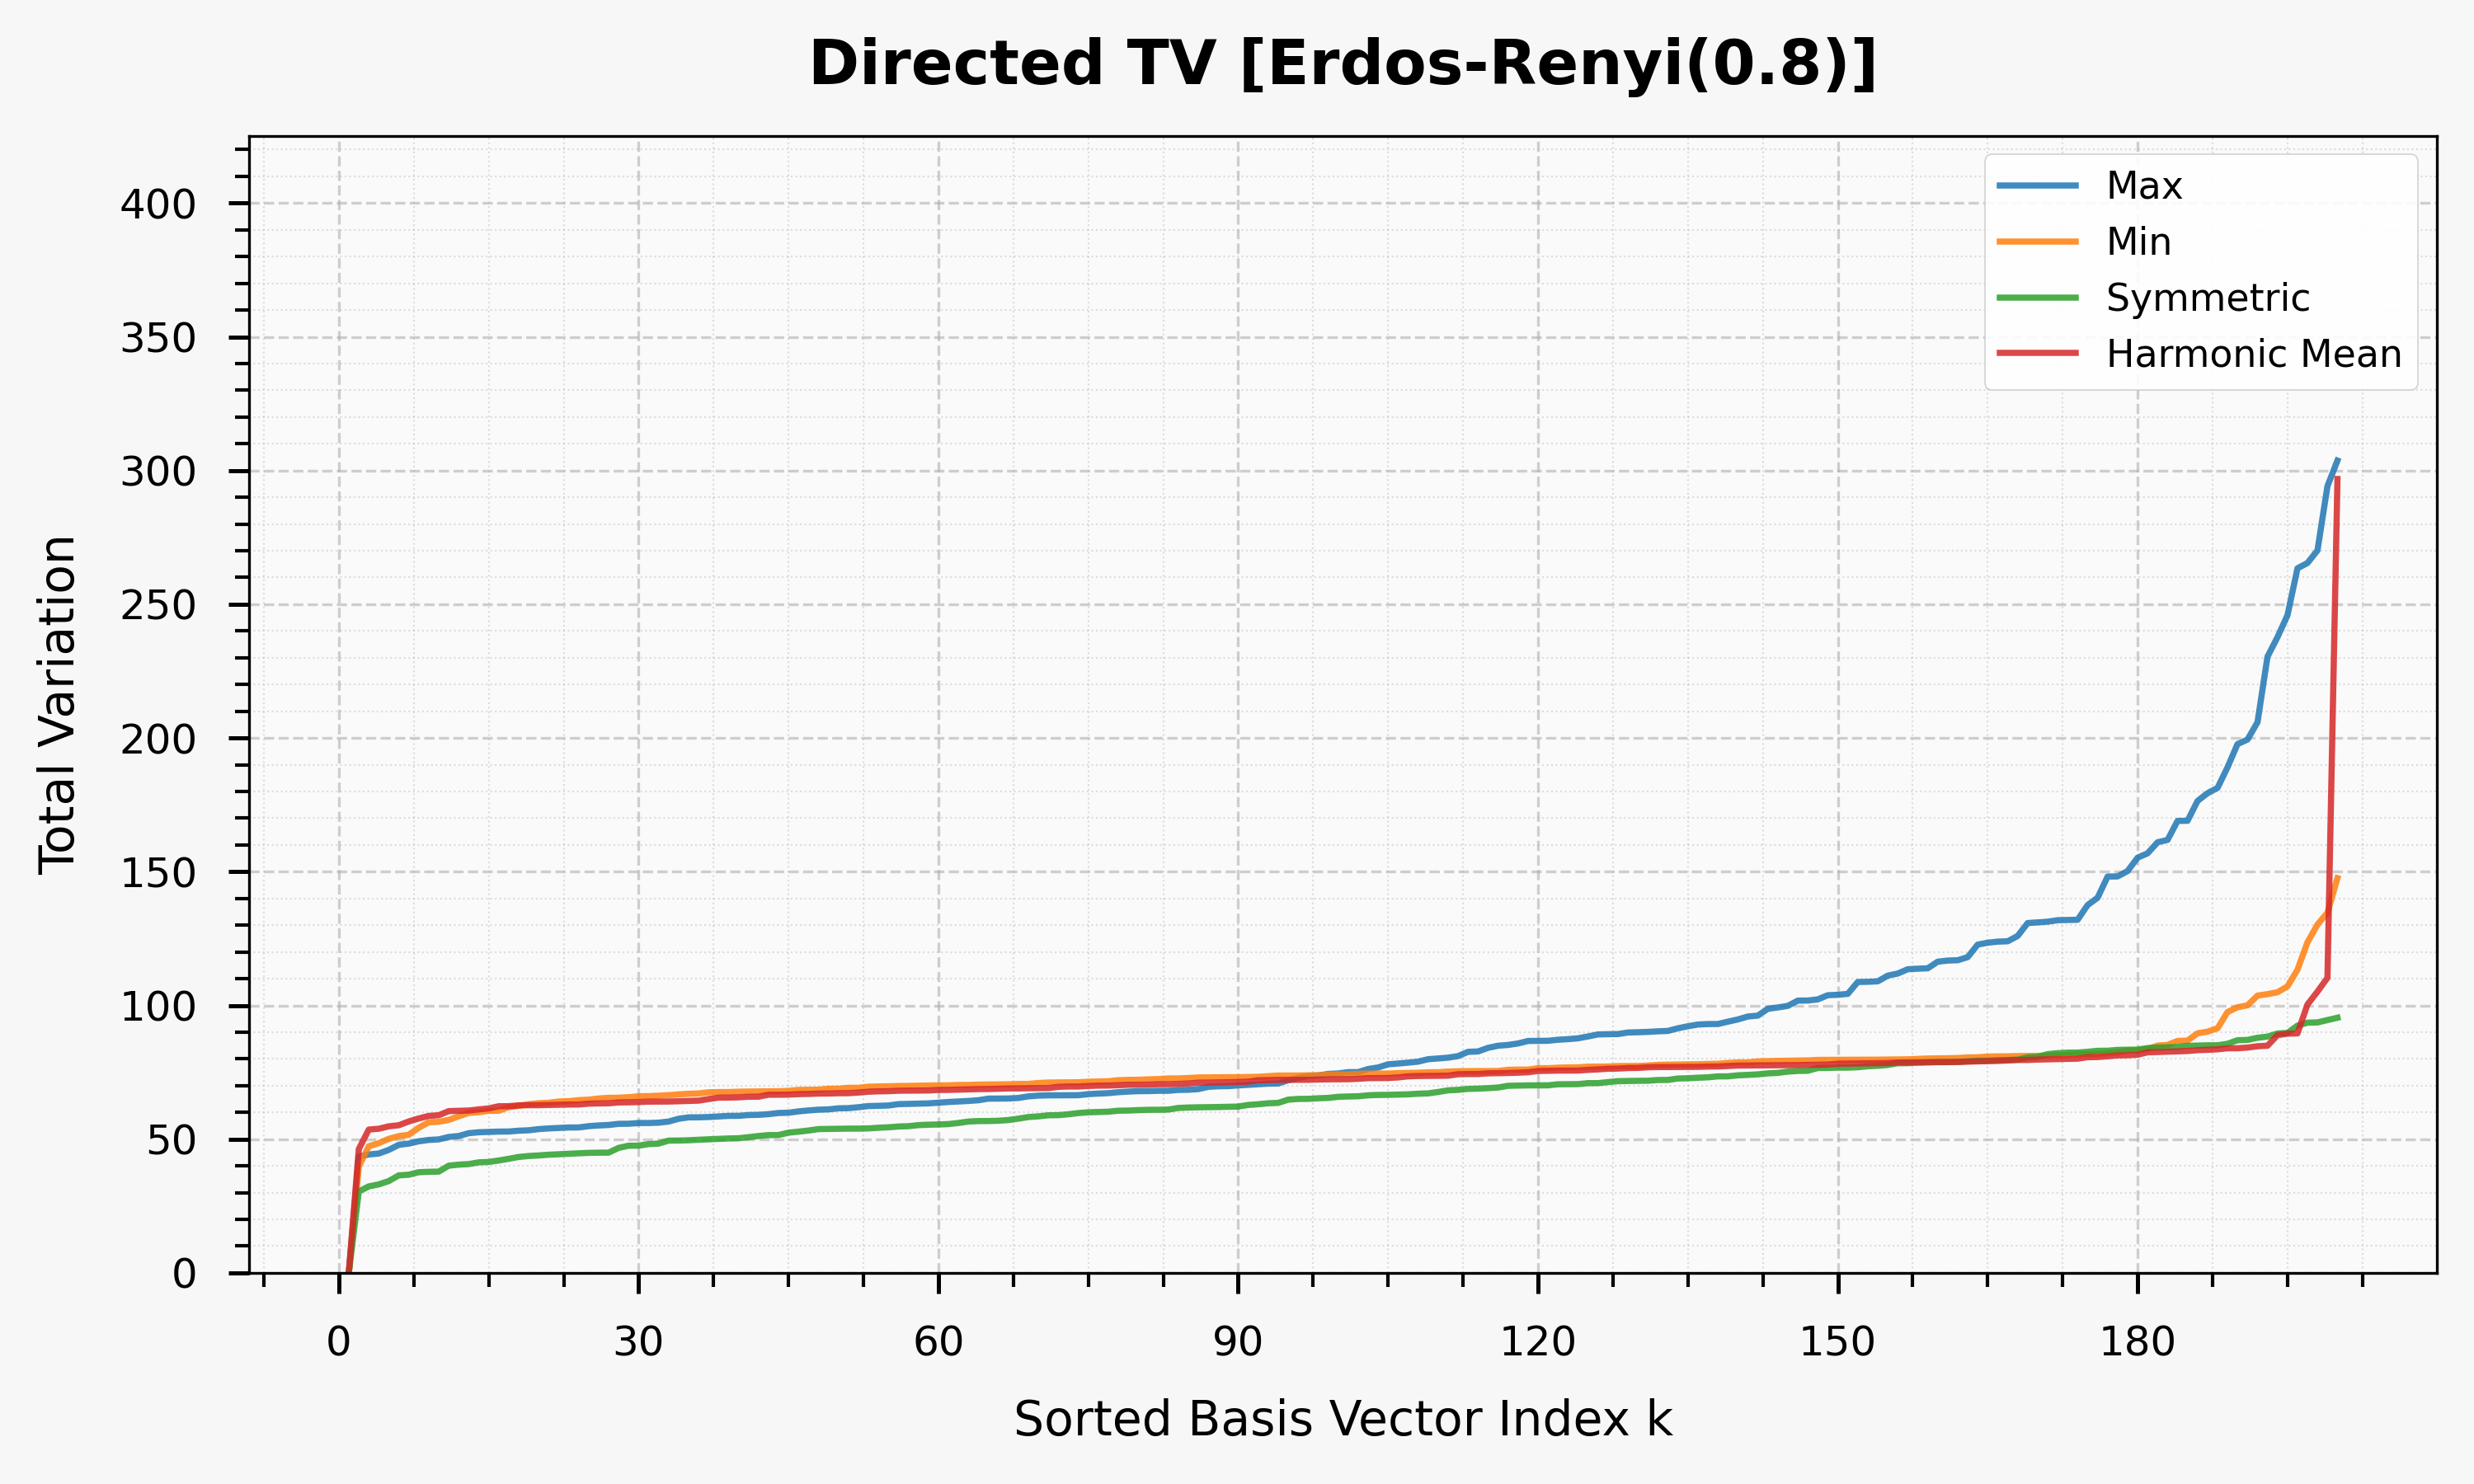 Directed TV [Erdos-Renyi(0.8)]
Max
Min
Symmetric
Harmonic Mean
Total Variation
400
350
300
250
200
150
100
50
0
0 30 60 90 120 150 180
Sorted Basis Vector Index k